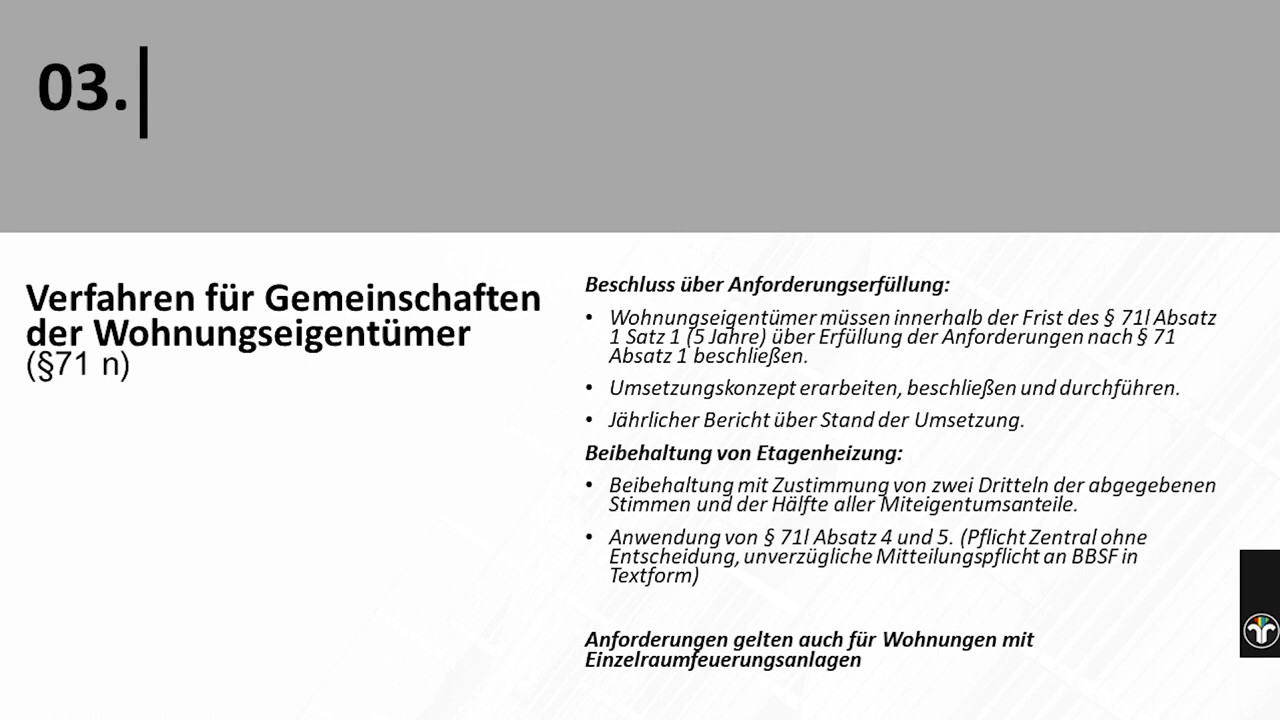 03.
Verfahren für Gemeinschaften
der Wohnungseigentümer
(§71 n)
Beschluss über Anforderungserfüllung:
• Wohnungseigentümer müssen innerhalb der Frist des § 71l Absatz
1 Satz 1 (5 Jahre) über Erfüllung der Anforderungen nach § 71
Absatz 1 beschließen.
• Umsetzungskonzept erarbeiten, beschließen und durchführen.
• Jährlicher Bericht über Stand der Umsetzung.
Beibehaltung von Etagenheizung:
• Beibehaltung mit Zustimmung von zwei Dritteln der abgegebenen
Stimmen und der Hälfte aller Miteigentumsanteile.
• Anwendung von § 71l Absatz 4 und 5. (Pflicht Zentral ohne
Entscheidung, unverzügliche Mitteilungspflicht an BBSF in
Textform)
Anforderungen gelten auch für Wohnungen mit
Einzelraumfeuerungsanlagen